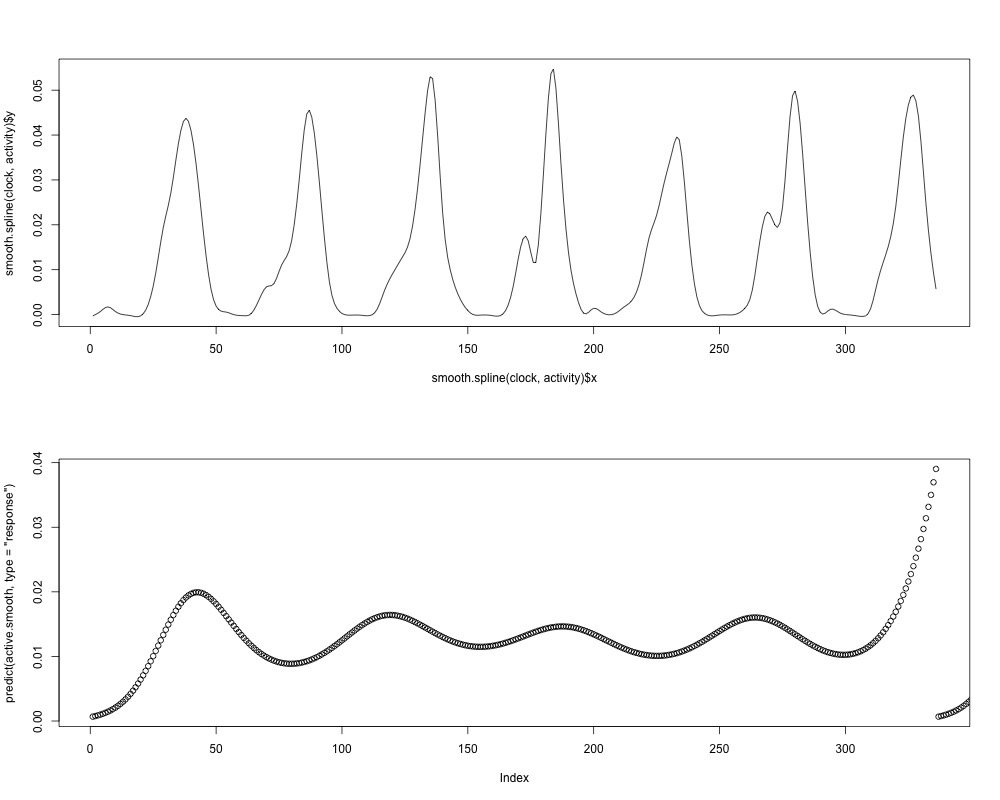 smooth.spline(clock, activity)$y
0.00 0.01 0.02 0.03 0.04 0.05
0 50 100 150 200 250 300
smooth.spline(clock, activity)$x
predict(active.smooth, type = "response")
0.00 0.01 0.02 0.03 0.04
0 50 100 150 200 250 300
Index